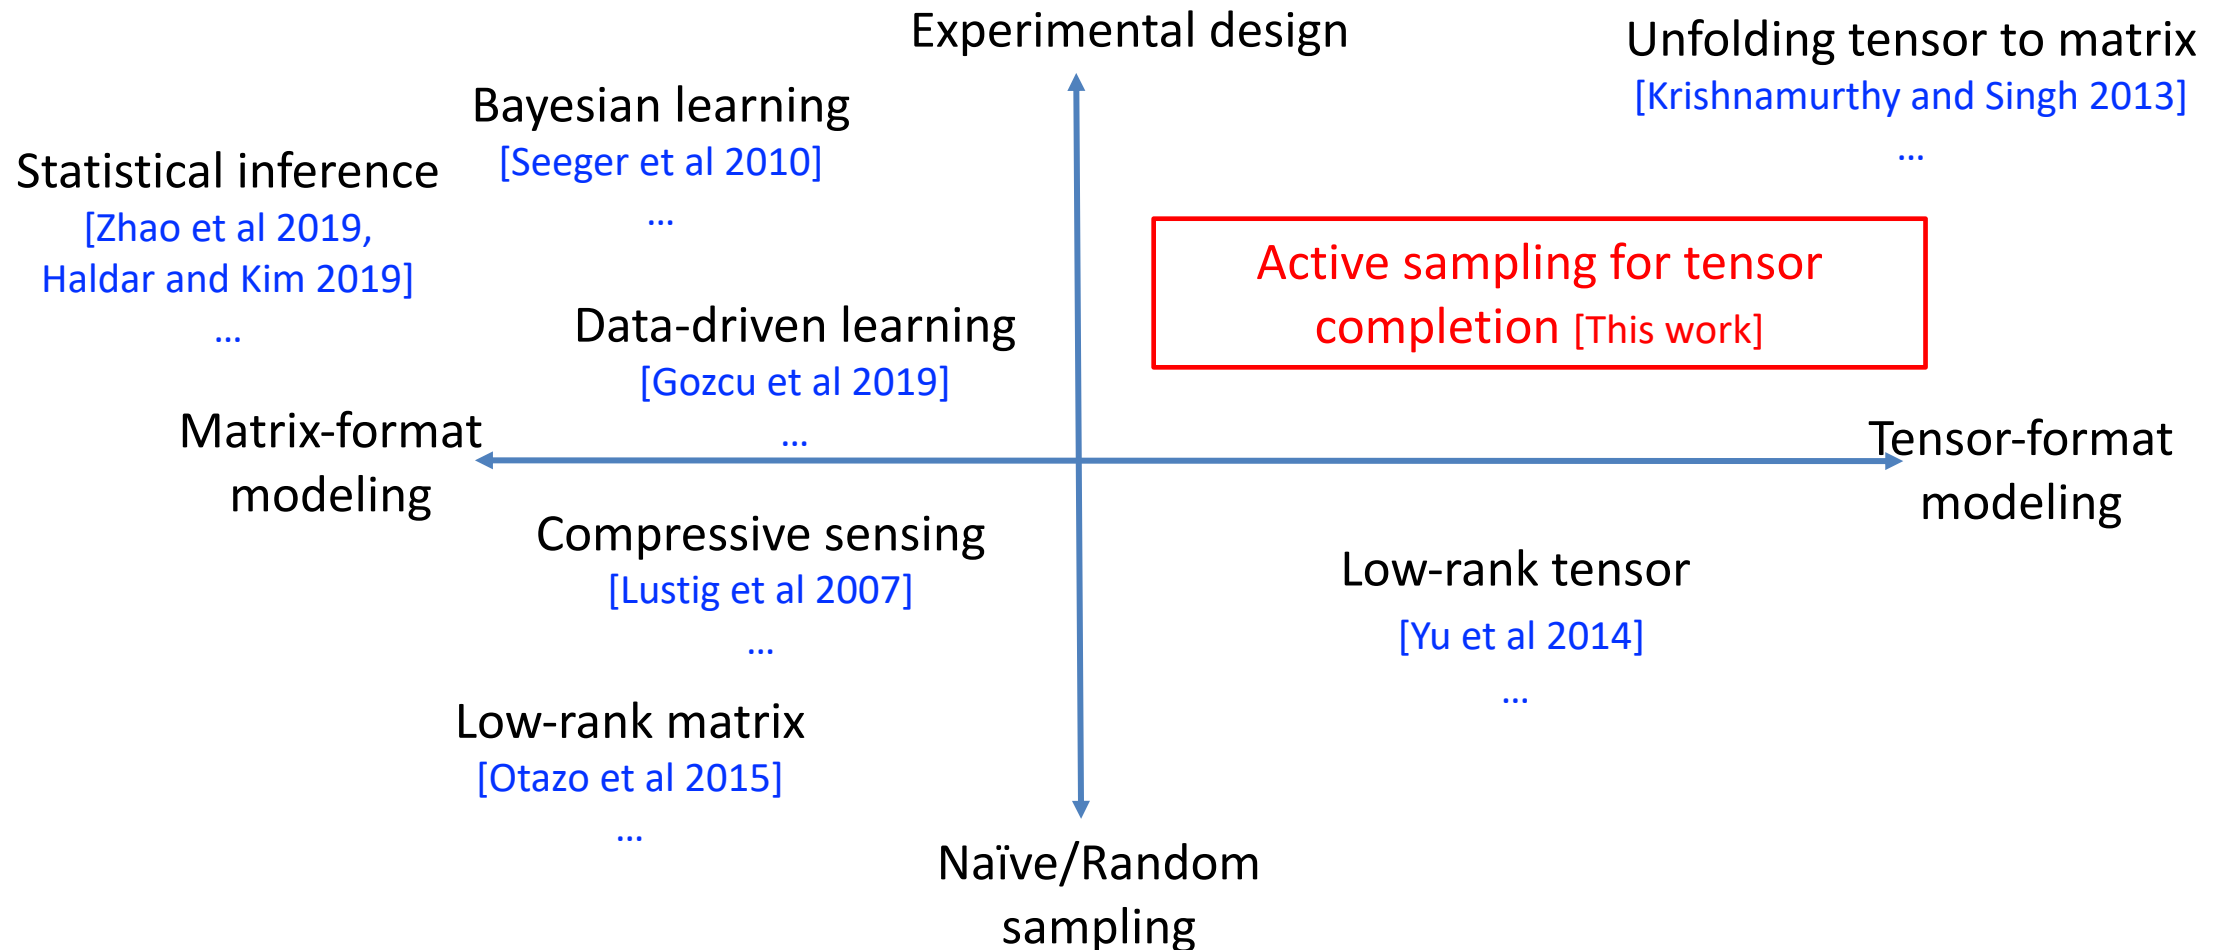 Experimental design
Unfolding tensor to matrix
[Krishnamurthy and Singh 2013]
...
Bayesian learning
[Seeger et al 2010]
...
Statistical inference
[Zhao et al 2019,
Haldar and Kim 2019]
...
Active sampling for tensor
completion [This work]
Data-driven learning
[Gozcu et al 2019]
...
Matrix-format
modeling
Tensor-format
modeling
Compressive sensing
[Lustig et al 2007]
...
Low-rank tensor
[Yu et al 2014]
...
Low-rank matrix
[Otazo et al 2015]
...
Naïve/Random
sampling